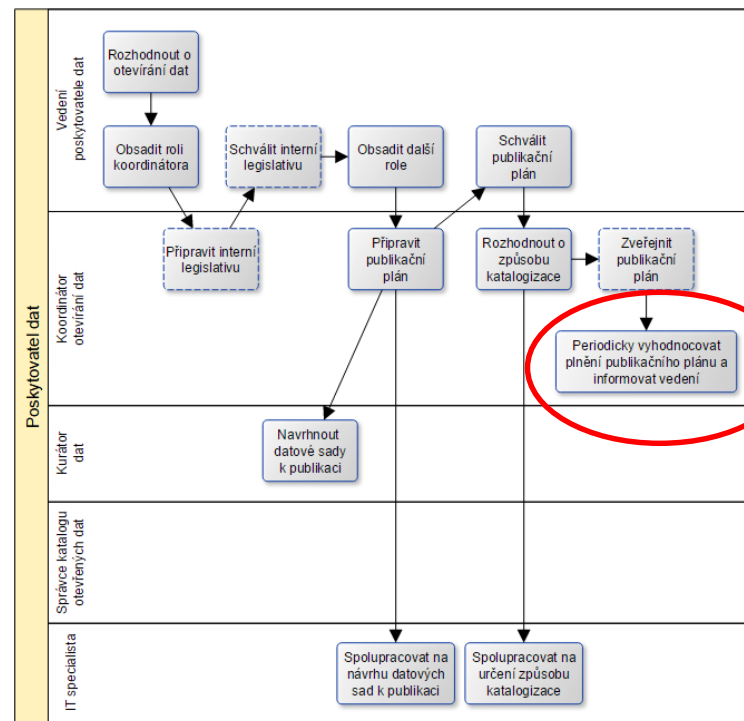 Poskytovatel dat
Vedení
poskytovatele dat
Rozhodnout o
otevírání dat
Obsadit roli
koordinátora
Schválit interní
legislativu
Obsadit další
role
Schválit
publikační
plán
Koordinátor
otevírání dat
Připravit interní
legislativu
Připravit
publikační
plán
Rozhodnout o
způsobu
katalogizace
Zveřejnit
publikační
plán
Periodicky vyhodnocovat
plnění publikačního plánu a
informovat vedení
Kurátor
dat
Navrhnout
datové sady
k publikaci
Správce katalogu
otevřených dat
IT specialista
Spolupracovat na
návrhu datových
sad k publikaci
Spolupracovat na
určení způsobu
katalogizace